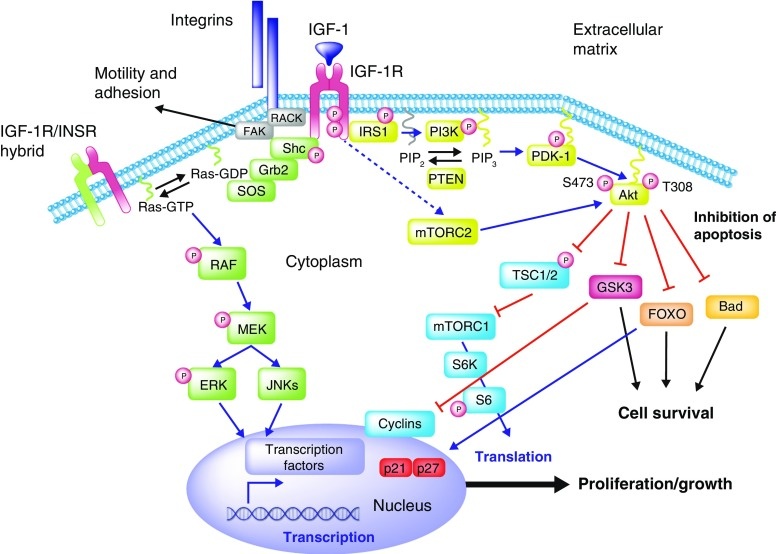 Integrins
IGF-1
Extracellular
matrix
IGF-1R
Motility and
adhesion
IGF-1R/INSR
hybrid
RACK
FAK
P
P
P
IRS1
P
PI3K
P
P
PDK-1
Shc
P
Grb2
SOS
Ras-GDP
Ras-GTP
PIP2
PIP3
PTEN
S473
P
P
T308
Akt
mTORC2
Inhibition of
apoptosis
P
RAF
Cytoplasm
P
TSC1/2
GSK3
Bad
FOXO
P
MEK
mTORC1
S6K
P
ERK
JNKs
S6
P
Cell survival
Cyclins
Transcription
factors
p21
p27
Translation
Nucleus
Proliferation/growth
Transcription